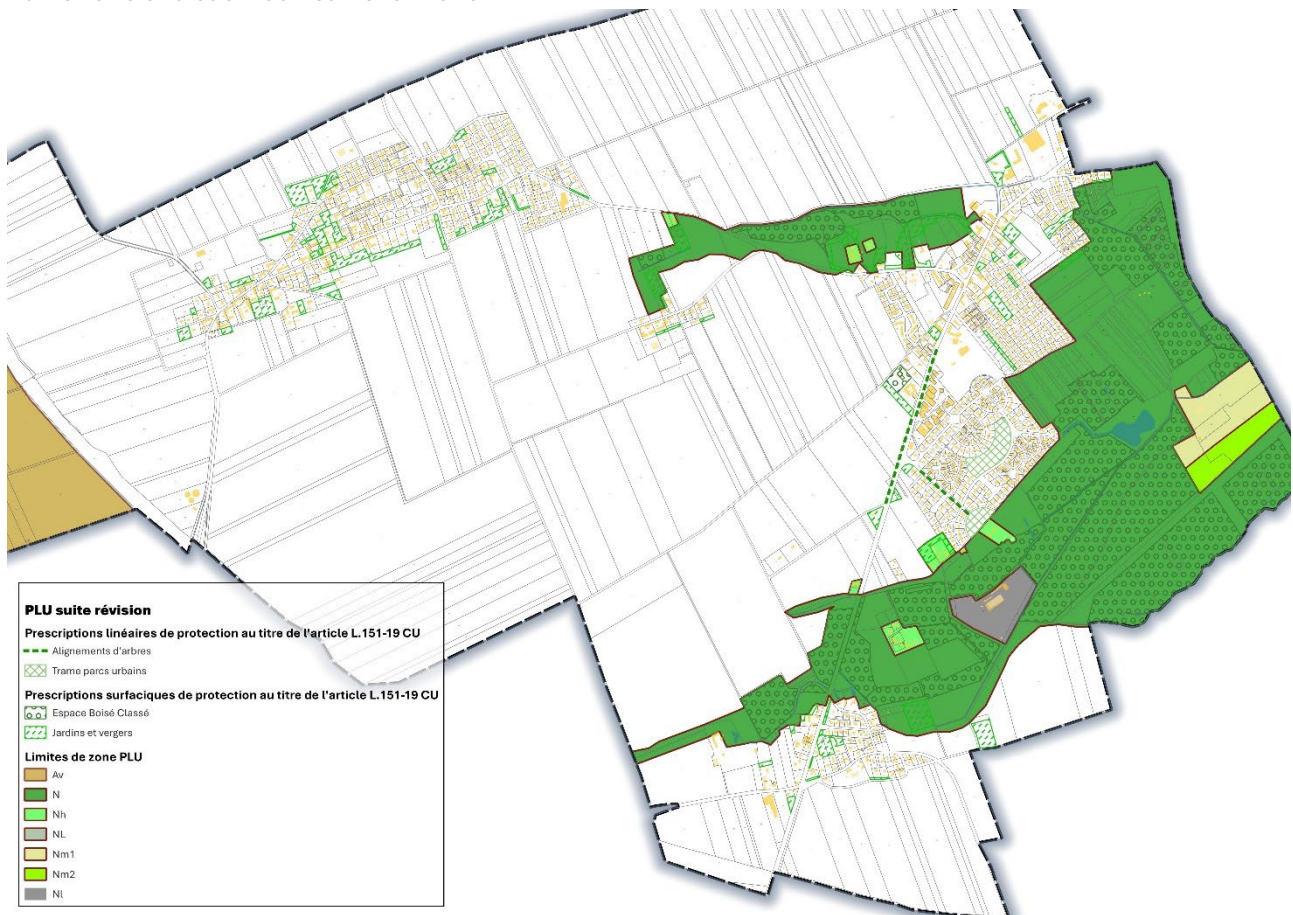 PLU suite révision
Prescriptions linéaires de protection au titre de l'article L.151-19 CU
Alignements d'arbres
Trame parcs urbains
Prescriptions surfaciques de protection au titre de l'article L.151-19 CU
Espace Boisé Classé
Jardins et vergers
Limites de zone PLU
Av
N
Nh
NL
Nm1
Nm2
Nl